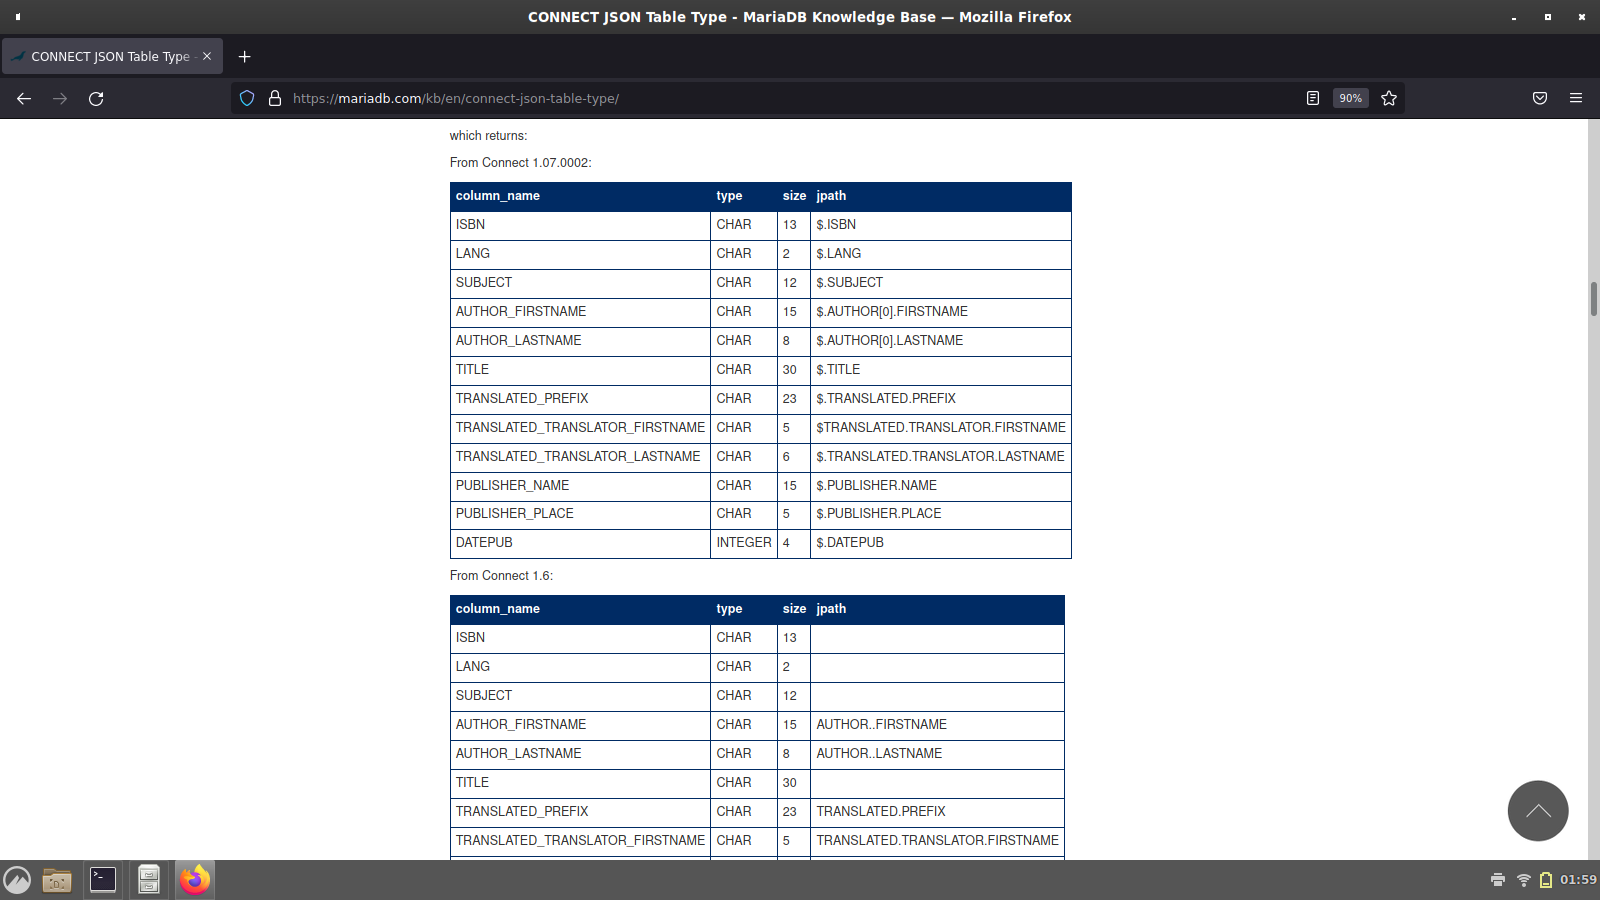 CONNECT JSON Table Type - MariaDB Knowledge Base — Mozilla Firefox
CONNECT JSON Table Type -
https://mariadb.com/kb/en/connect-json-table-type/
90%
which returns:
From Connect 1.07.0002:
column_name type size jpath
ISBN CHAR 13 $.ISBN
LANG CHAR 2 $.LANG
SUBJECT CHAR 12 $.SUBJECT
AUTHOR_FIRSTNAME CHAR 15 $.AUTHOR[0].FIRSTNAME
AUTHOR_LASTNAME CHAR 8 $.AUTHOR[0].LASTNAME
TITLE CHAR 30 $.TITLE
TRANSLATED_PREFIX CHAR 23 $.TRANSLATED.PREFIX
TRANSLATED_TRANSLATOR_FIRSTNAME CHAR 5 $TRANSLATED.TRANSLATOR.FIRSTNAME
TRANSLATED_TRANSLATOR_LASTNAME CHAR 6 $.TRANSLATED.TRANSLATOR.LASTNAME
PUBLISHER_NAME CHAR 15 $.PUBLISHER.NAME
PUBLISHER_PLACE CHAR 5 $.PUBLISHER.PLACE
DATEPUB INTEGER 4 $.DATEPUB
From Connect 1.6:
column_name type size jpath
ISBN CHAR 13
LANG CHAR 2
SUBJECT CHAR 12
AUTHOR_FIRSTNAME CHAR 15 AUTHOR..FIRSTNAME
AUTHOR_LASTNAME CHAR 8 AUTHOR..LASTNAME
TITLE CHAR 30
TRANSLATED_PREFIX CHAR 23 TRANSLATED.PREFIX
TRANSLATED_TRANSLATOR_FIRSTNAME CHAR 5 TRANSLATED.TRANSLATOR.FIRSTNAME
01:59